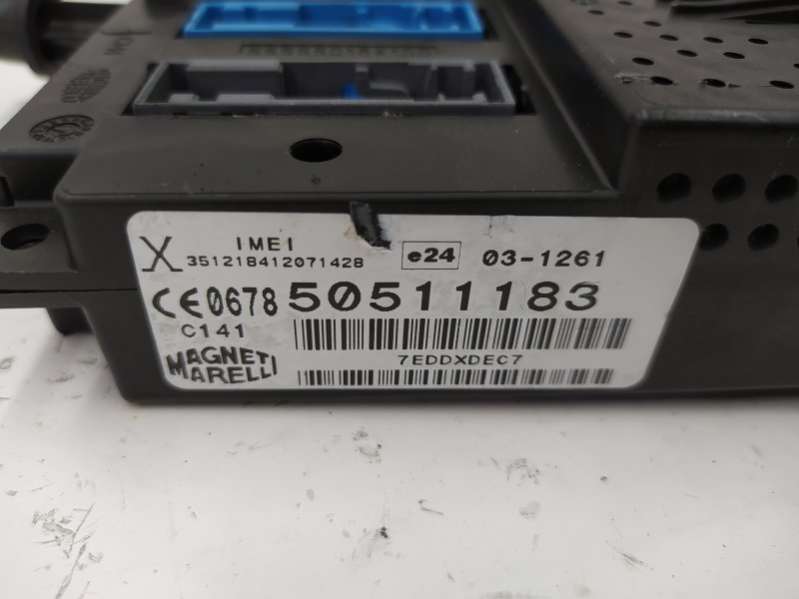 IMEI
351218412071428
e24
03-1261
CE0678
50511183
C141
7EDDXDEC7
MAGNETI
MARELLI